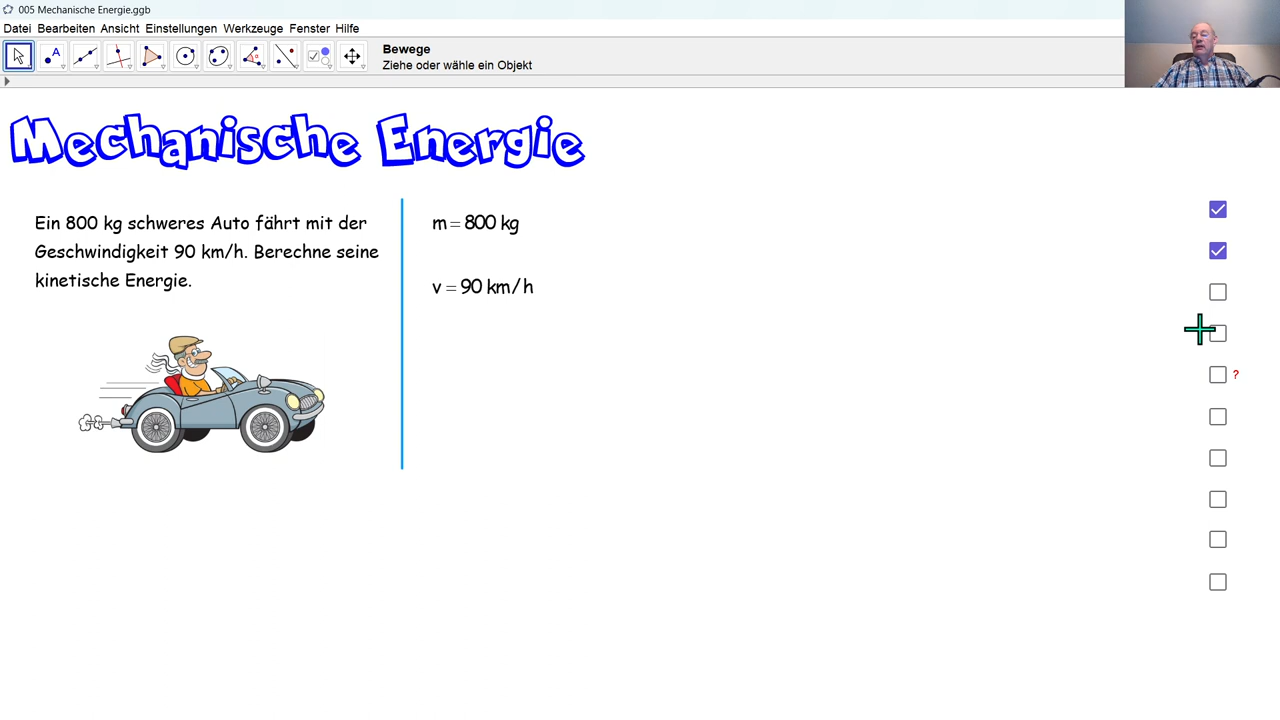 005 Mechanische Energie.ggb
Datei Bearbeiten Ansicht Einstellungen Werkzeuge Fenster Hilfe
A
Bewege
Ziehe oder wähle ein Objekt
Mechanische Energie
Ein 800 kg schweres Auto fährt mit der
Geschwindigkeit 90 km/h. Berechne seine
kinetische Energie.
m = 800 kg
v = 90 km/h
?